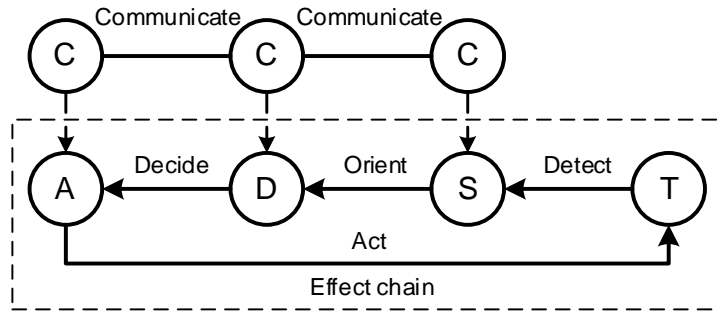 Communicate Communicate
C C C
Decide Orient Detect
A D S T
Act
Effect chain